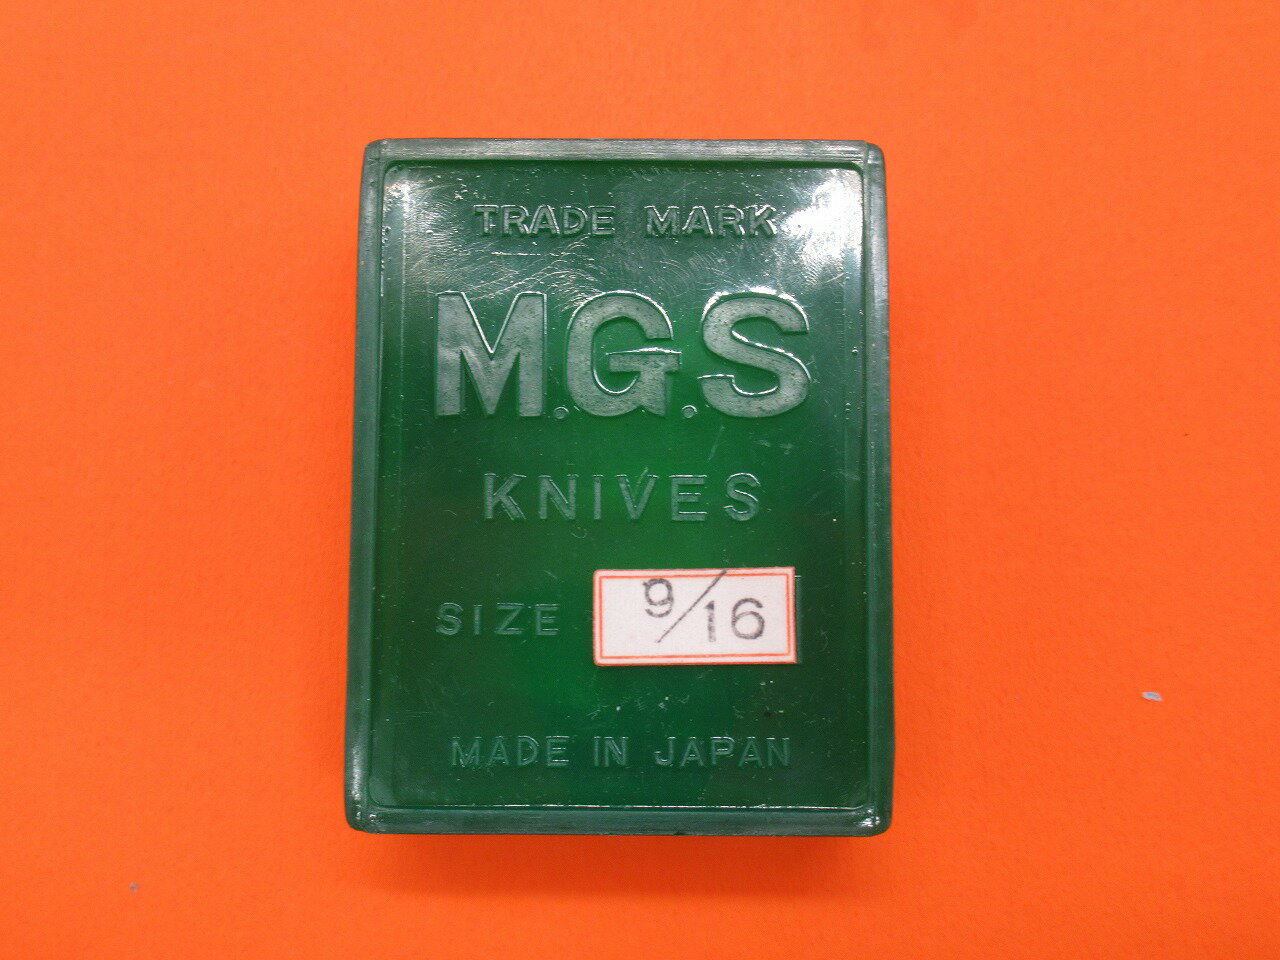 TRADE MARK
M.G.S
KNIVES
SIZE 9/16
MADE IN JAPAN